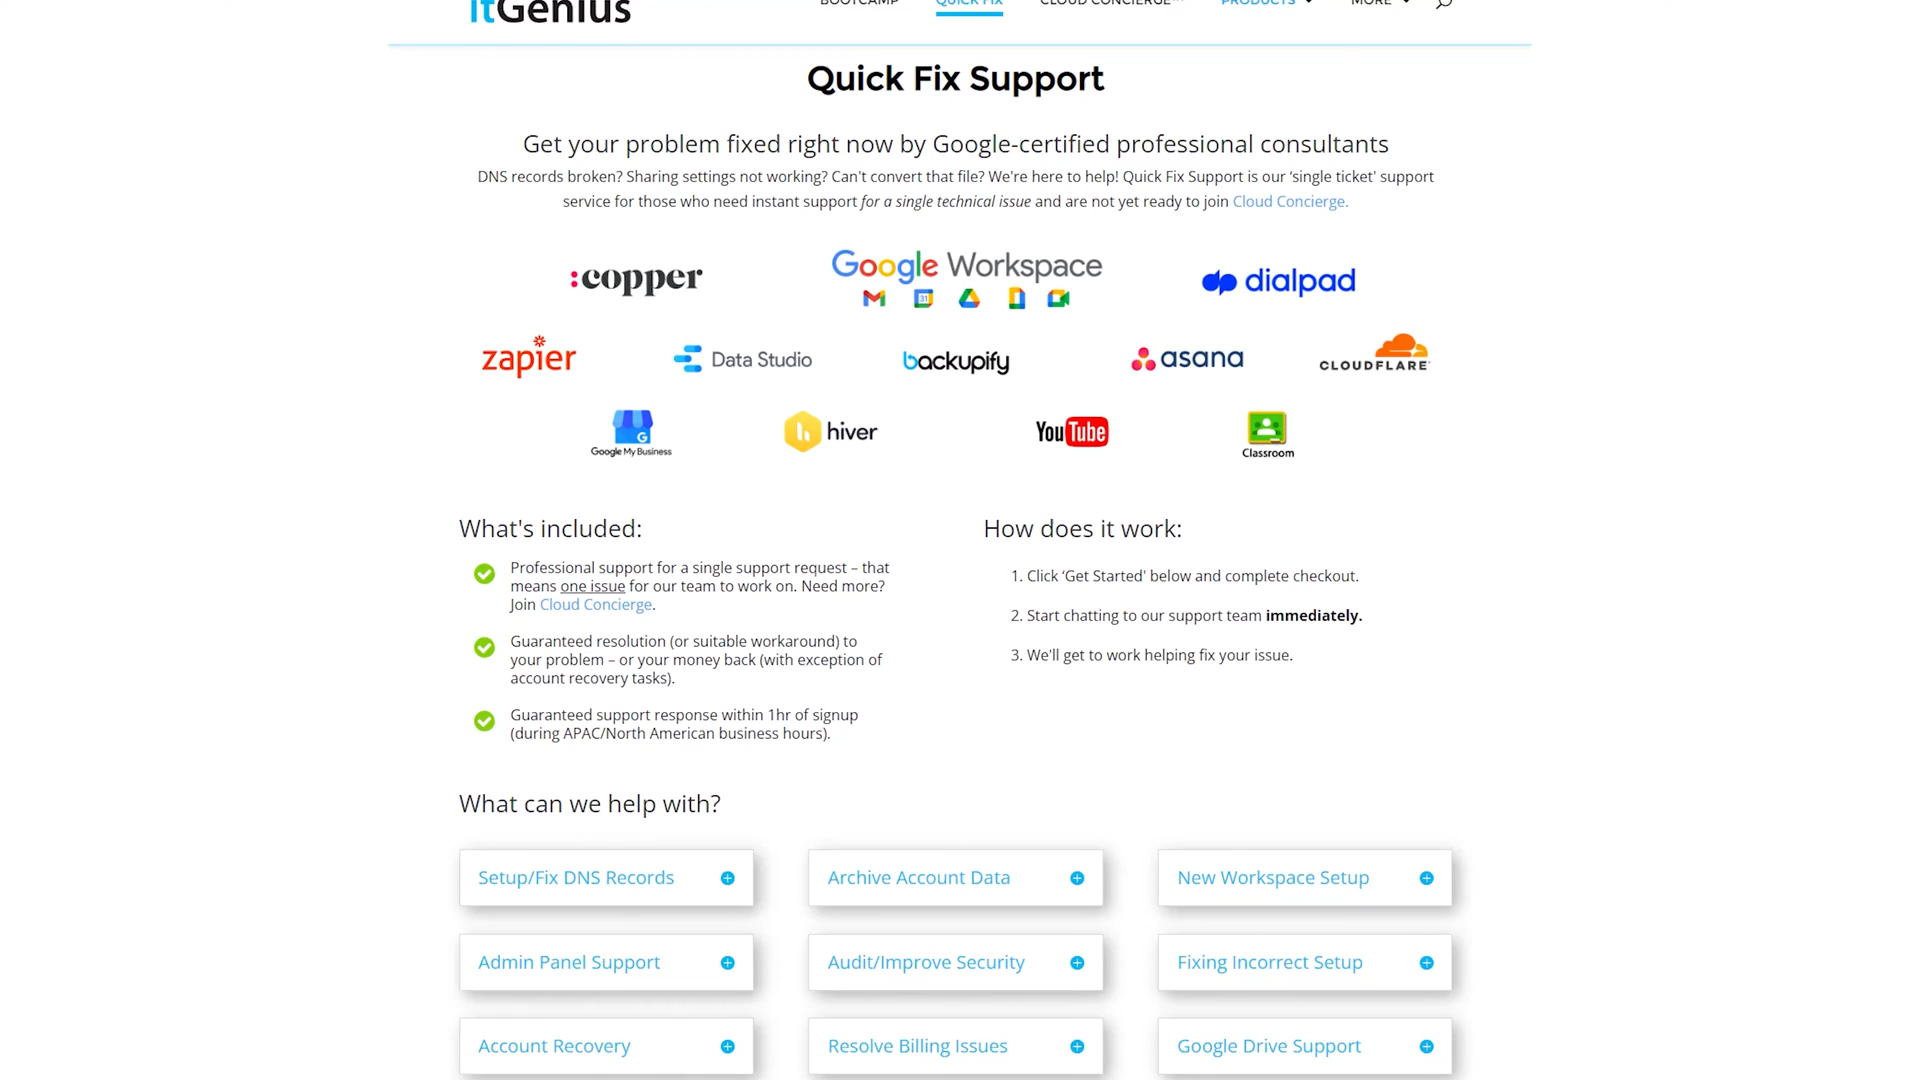 itGenius
BOOTCAMP
QUICK FIX
CLOUD CONCIERGE™
PRODUCTS
MORE
Quick Fix Support
Get your problem fixed right now by Google-certified professional consultants
DNS records broken? Sharing settings not working? Can't convert that file? We're here to help! Quick Fix Support is our ‘single ticket’ support
service for those who need instant support for a single technical issue and are not yet ready to join Cloud Concierge.
:copper
Google Workspace
31
dialpad
zapier
Data Studio
backupify
asana
CLOUDFLARE
G
Google My Business
h hiver
YouTube
Classroom
What's included:
Professional support for a single support request – that
means one issue for our team to work on. Need more?
Join Cloud Concierge.
Guaranteed resolution (or suitable workaround) to
your problem – or your money back (with exception of
account recovery tasks).
Guaranteed support response within 1hr of signup
(during APAC/North American business hours).
How does it work:
1. Click ‘Get Started' below and complete checkout.
2. Start chatting to our support team immediately.
3. We'll get to work helping fix your issue.
What can we help with?
Setup/Fix DNS Records
Archive Account Data
New Workspace Setup
Admin Panel Support
Audit/Improve Security
Fixing Incorrect Setup
Account Recovery
Resolve Billing Issues
Google Drive Support